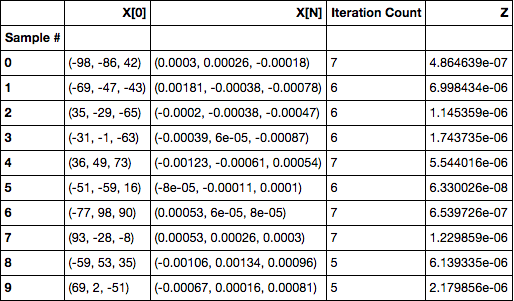 X[0] X[N] Iteration Count Z
Sample #
0 (-98, -86, 42) (0.0003, 0.00026, -0.00018) 7 4.864639e-07
1 (-69, -47, -43) (0.00181, -0.00038, -0.00078) 6 6.998434e-06
2 (35, -29, -65) (-0.0002, -0.00038, -0.00047) 6 1.145359e-06
3 (-31, -1, -63) (-0.00039, 6e-05, -0.00087) 6 1.743735e-06
4 (36, 49, 73) (-0.00123, -0.00061, 0.00054) 7 5.544016e-06
5 (-51, -59, 16) (-8e-05, -0.00011, 0.0001) 6 6.330026e-08
6 (-77, 98, 90) (0.00053, 6e-05, 8e-05) 7 6.539726e-07
7 (93, -28, -8) (0.00053, 0.00026, 0.0003) 7 1.229859e-06
8 (-59, 53, 35) (-0.00106, 0.00134, 0.00096) 5 6.139335e-06
9 (69, 2, -51) (-0.00067, 0.00016, 0.00081) 5 2.179856e-06